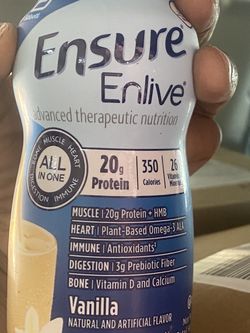 Ensure
Enlive®
advanced therapeutic nutrition
MUSCLE HEART
DIGESTION IMMUNE
ALL
IN ONE
20g
Protein
350
Calories
26
MUSCLE | 20g Protein + HMB
HEART | Plant-Based Omega-3 ALA
IMMUNE | Antioxidants¹
DIGESTION | 3g Prebiotic Fiber
BONE | Vitamin D and Calcium
Vanilla
NATURAL AND ARTIFICIAL FLAVOR